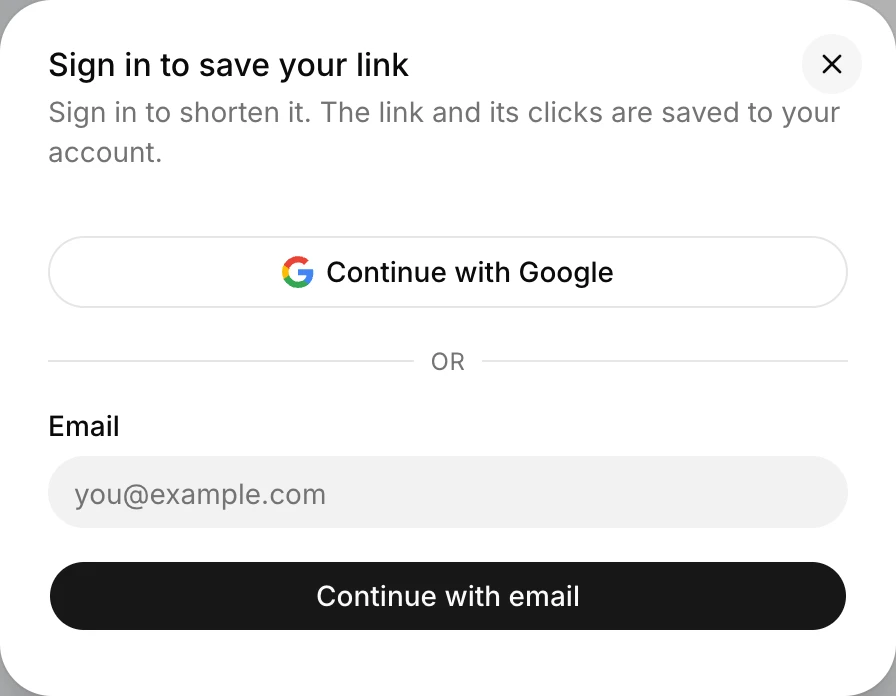 Sign in to save your link
Sign in to shorten it. The link and its clicks are saved to your
account.
Continue with Google
OR
Email
you@example.com
Continue with email